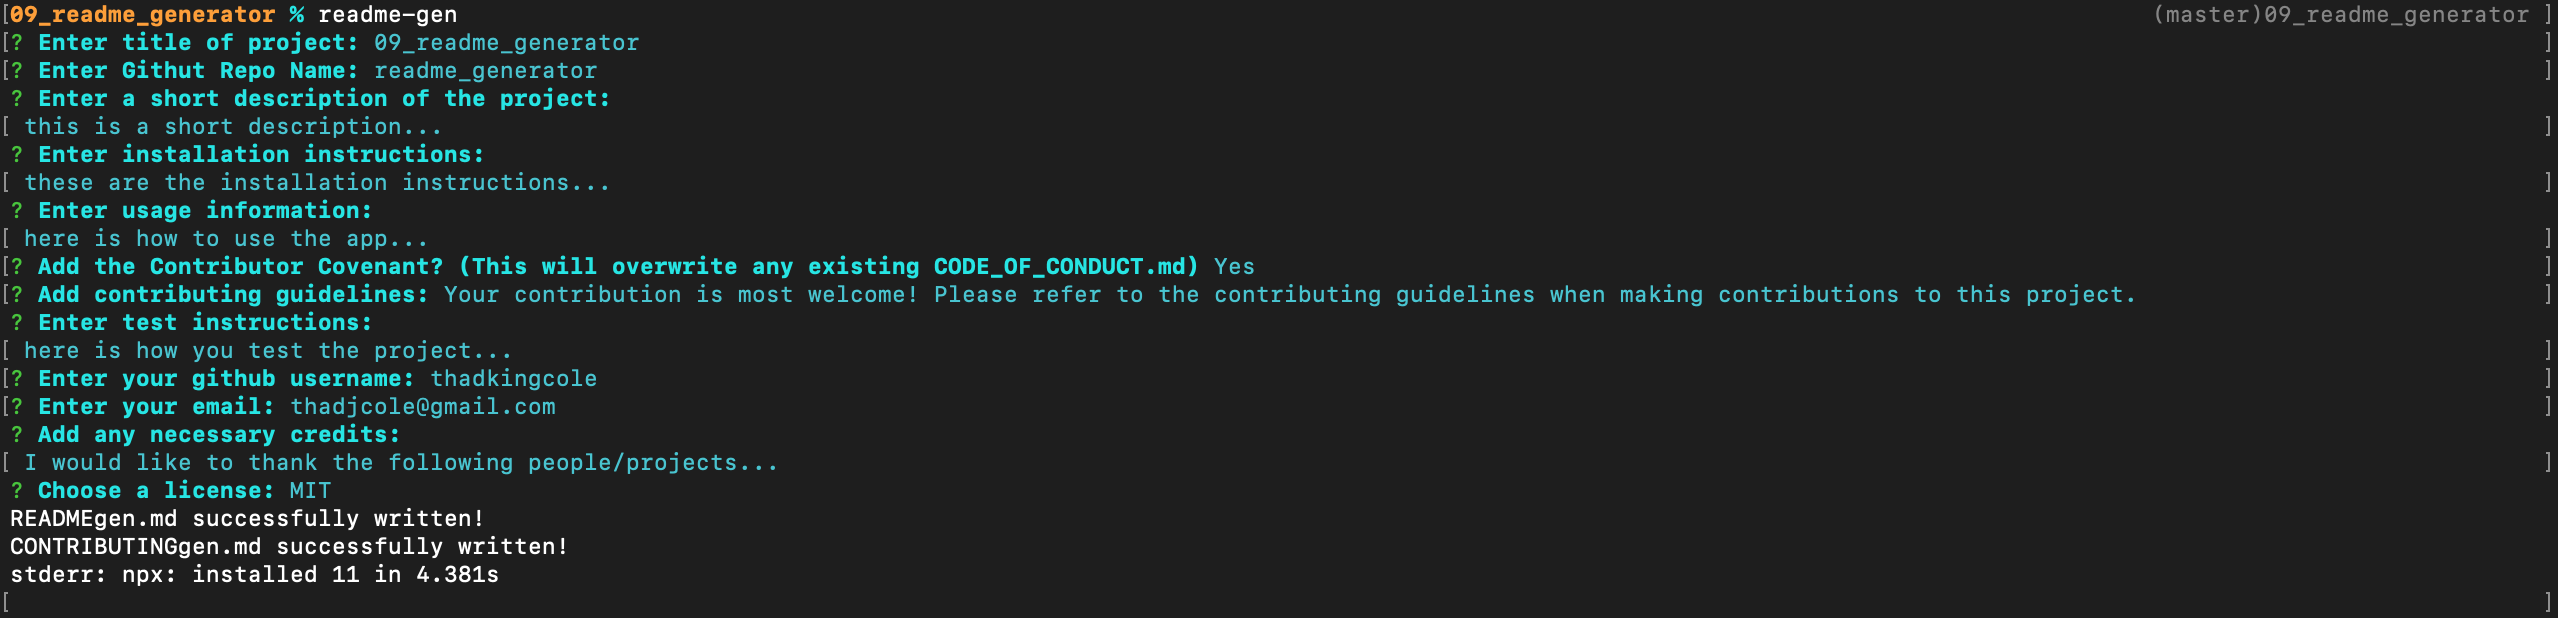 [09_readme_generator % readme-gen (master)09_readme_generator ]
[? Enter title of project: 09_readme_generator ]
[? Enter Githut Repo Name: readme_generator ]
? Enter a short description of the project:
[ this is a short description... ]
? Enter installation instructions:
[ these are the installation instructions... ]
? Enter usage information:
[ here is how to use the app... ]
[? Add the Contributor Covenant? (This will overwrite any existing CODE_OF_CONDUCT.md) Yes ]
[? Add contributing guidelines: Your contribution is most welcome! Please refer to the contributing guidelines when making contributions to this project. ]
? Enter test instructions:
[ here is how you test the project... ]
[? Enter your github username: thadkingcole ]
[? Enter your email: thadjcole@gmail.com ]
? Add any necessary credits:
[ I would like to thank the following people/projects... ]
? Choose a license: MIT
READMEgen.md successfully written!
CONTRIBUTINGgen.md successfully written!
stderr: npx: installed 11 in 4.381s
[ ]